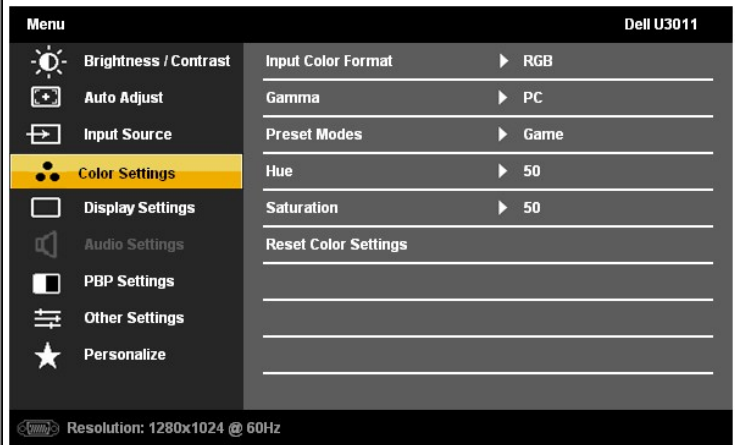 Menu Dell U3011
Brightness / Contrast Input Color Format RGB
Auto Adjust Gamma PC
Input Source Preset Modes Game
Color Settings Hue 50
Display Settings Saturation 50
Audio Settings Reset Color Settings
PBP Settings
Other Settings
Personalize
Resolution: 1280x1024 @ 60Hz